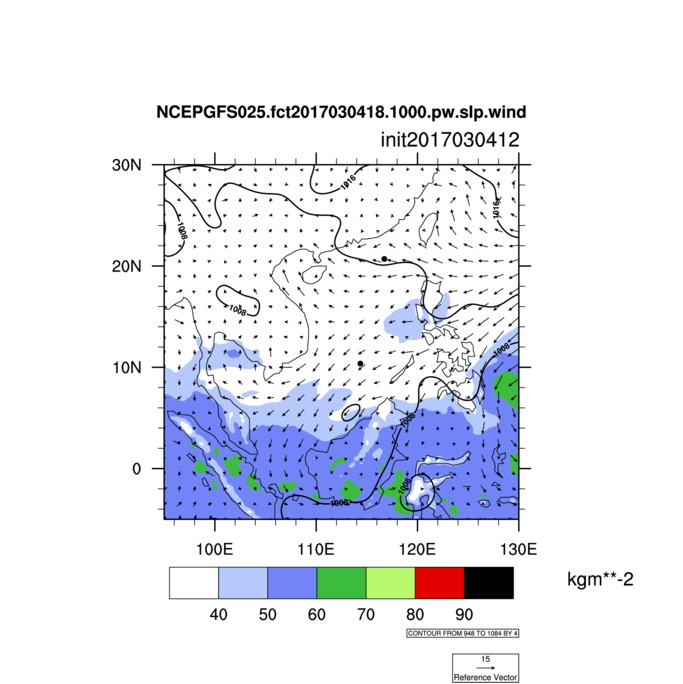 NCEPGFS025.fct2017030418.1000.pw.slp.wind
init2017030412
30N
1016
1016
1008
20N
1008
10N
1008
1008
0
1008
1008
100E 110E 120E 130E
kgm**-2
40 50 60 70 80 90
CONTOUR FROM 948 TO 1084 BY 4
15
Reference Vector